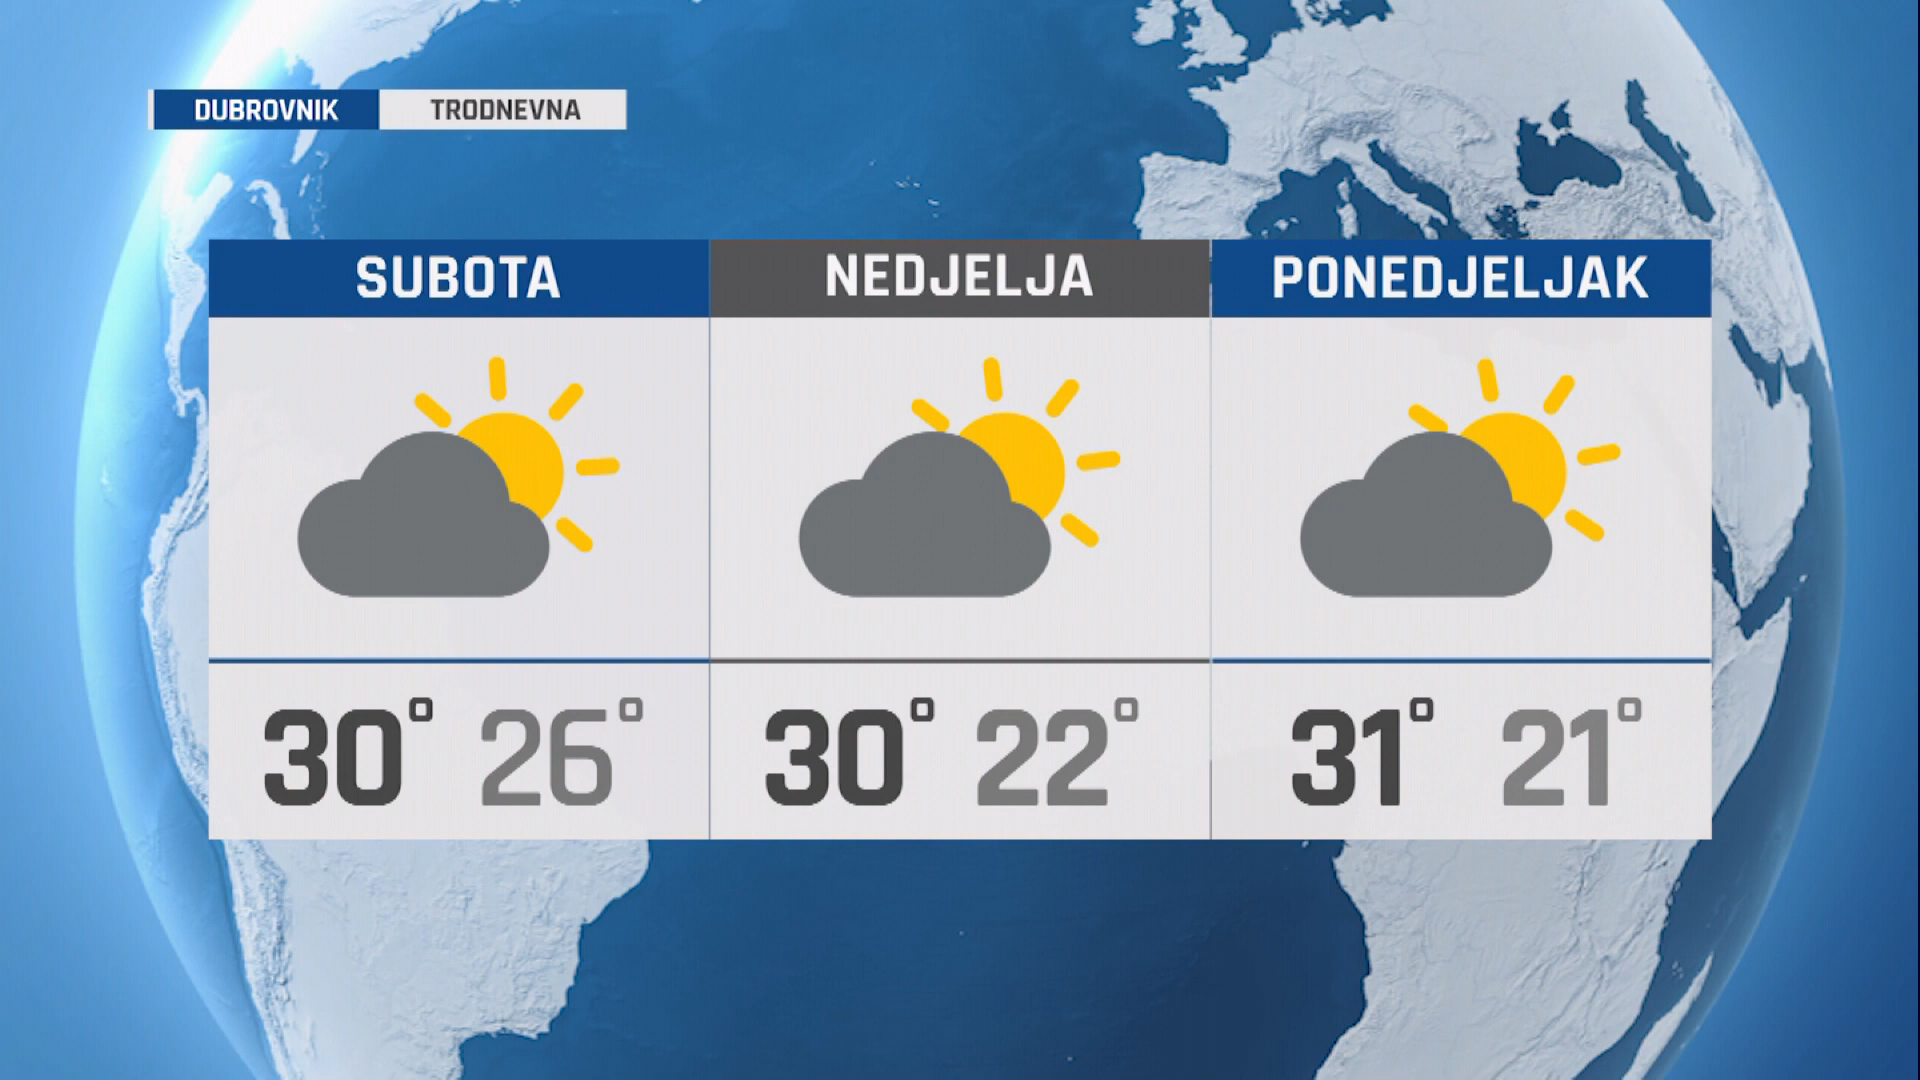 DUBROVNIK TRODNEVNA
SUBOTA NEDJELJA PONEDJELJAK
30° 26° 30° 22° 31° 21°